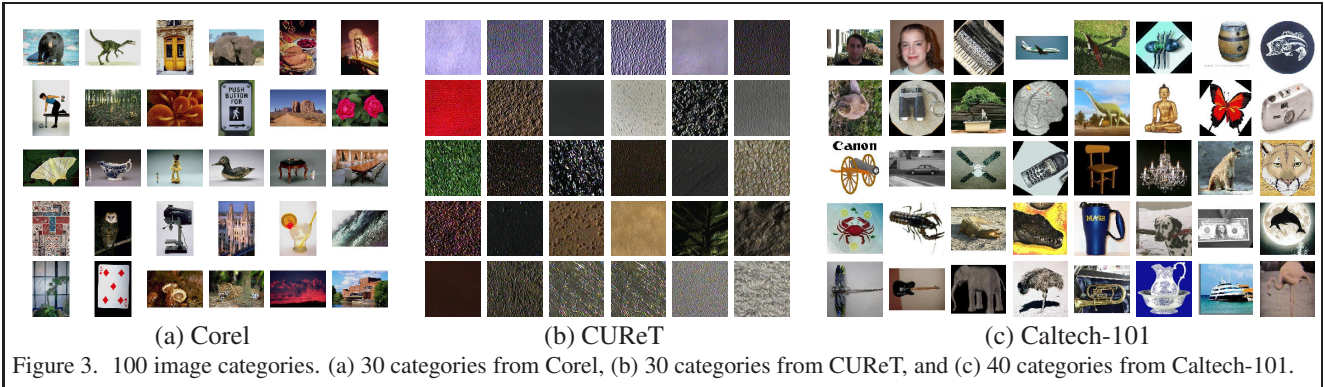 PUSH
BUTTON
FOR
Canon
(a) Corel
(b) CUReT
(c) Caltech-101
Figure 3. 100 image categories. (a) 30 categories from Corel, (b) 30 categories from CUReT, and (c) 40 categories from Caltech-101.